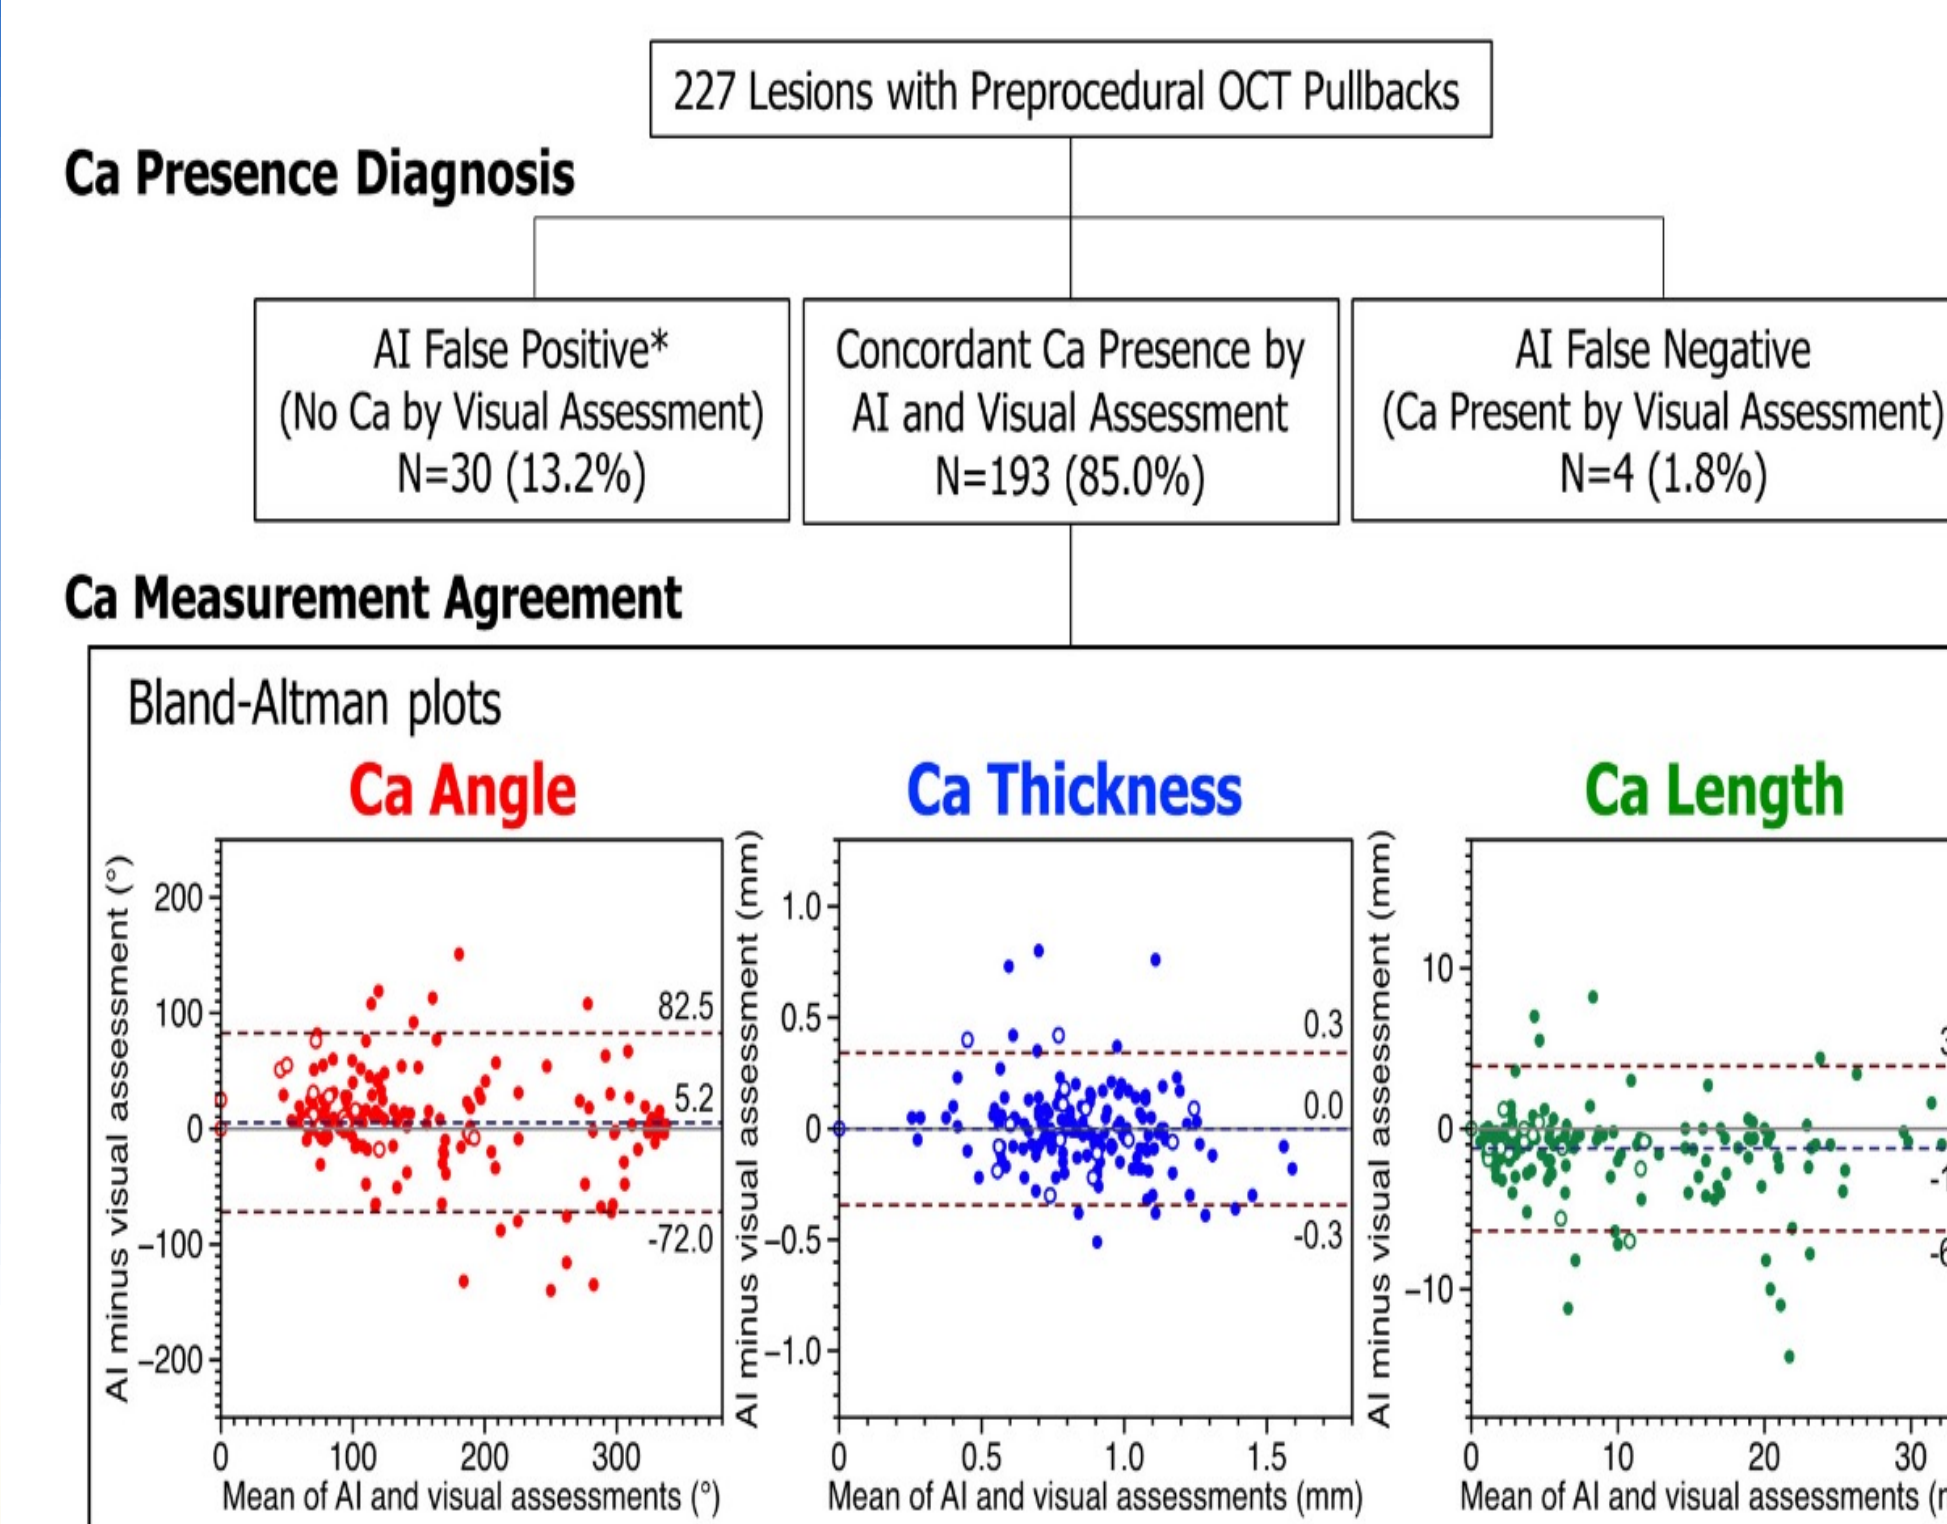 227 Lesions with Preprocedural OCT Pullbacks
Ca Presence Diagnosis
AI False Positive*
(No Ca by Visual Assessment)
N=30 (13.2%)
Concordant Ca Presence by
AI and Visual Assessment
N=193 (85.0%)
AI False Negative
(Ca Present by Visual Assessment)
N=4 (1.8%)
Ca Measurement Agreement
Bland-Altman plots
Ca Angle
AI minus visual assessment (°)
200
100
0
−100
−200
82.5
5.2
-72.0
0 100 200 300
Mean of AI and visual assessments (°)
Ca Thickness
AI minus visual assessment (mm)
1.0
0.5
0
−0.5
−1.0
0.3
0.0
-0.3
0 0.5 1.0 1.5
Mean of AI and visual assessments (mm)
Ca Length
AI minus visual assessment (mm)
10
0
−10
0 10 20 30
Mean of AI and visual assessments